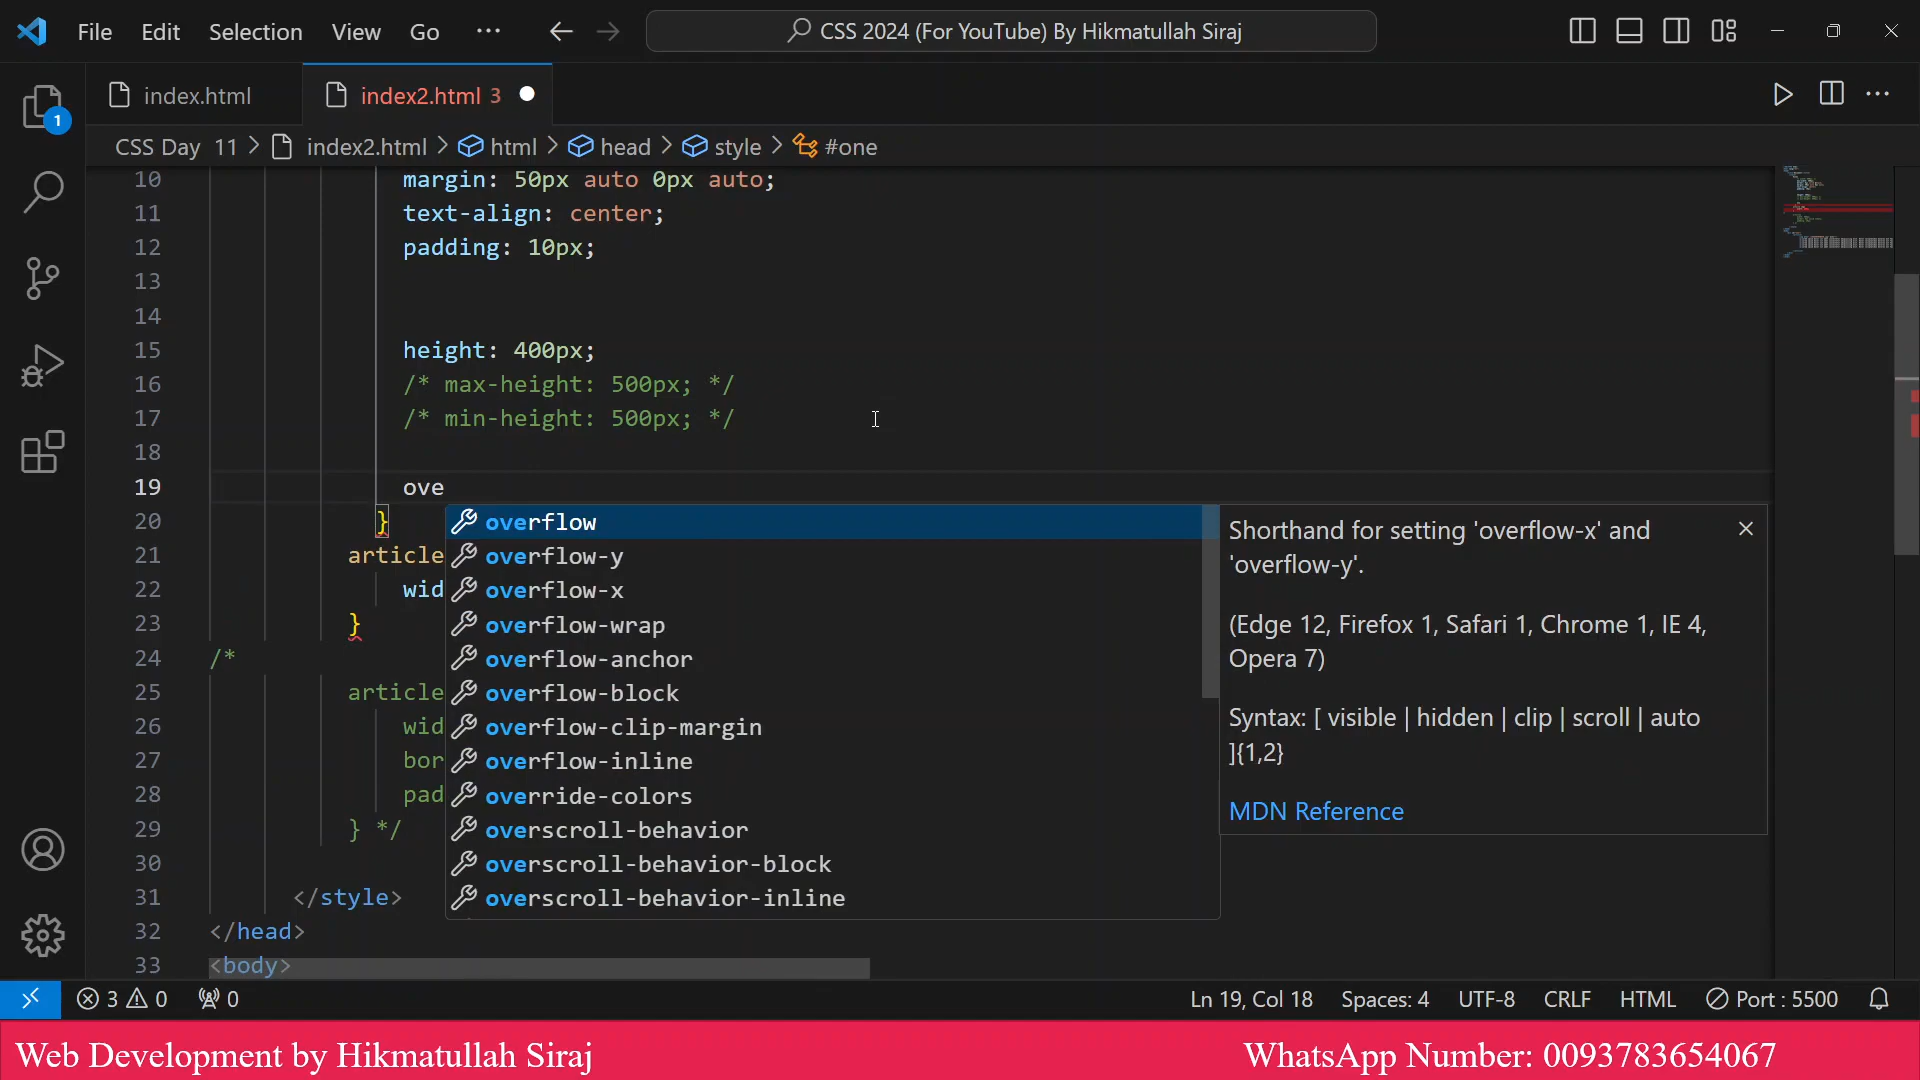 File Edit Selection View Go ··· CSS 2024 (For YouTube) By Hikmatullah Siraj
index.html index2.html 3
1
CSS Day 11 > index2.html > html > head > style > #one
10 margin: 50px auto 0px auto;
11 text-align: center;
12 padding: 10px;
13
14
15 height: 400px;
16 /* max-height: 500px; */
17 /* min-height: 500px; */
18
19 ove
20 }
21 article
22 wid
23 }
24 /*
25 article
26 wid
27 bor
28 pad
29 } */
30
31 </style>
32 </head>
33 <body>
overflow
overflow-y
overflow-x
overflow-wrap
overflow-anchor
overflow-block
overflow-clip-margin
overflow-inline
override-colors
overscroll-behavior
overscroll-behavior-block
overscroll-behavior-inline
Shorthand for setting 'overflow-x' and
'overflow-y'.
(Edge 12, Firefox 1, Safari 1, Chrome 1, IE 4,
Opera 7)
Syntax: [ visible | hidden | clip | scroll | auto
]{1,2}
MDN Reference
3 0 0 Ln 19, Col 18 Spaces: 4 UTF-8 CRLF HTML Port : 5500
Web Development by Hikmatullah Siraj WhatsApp Number: 0093783654067